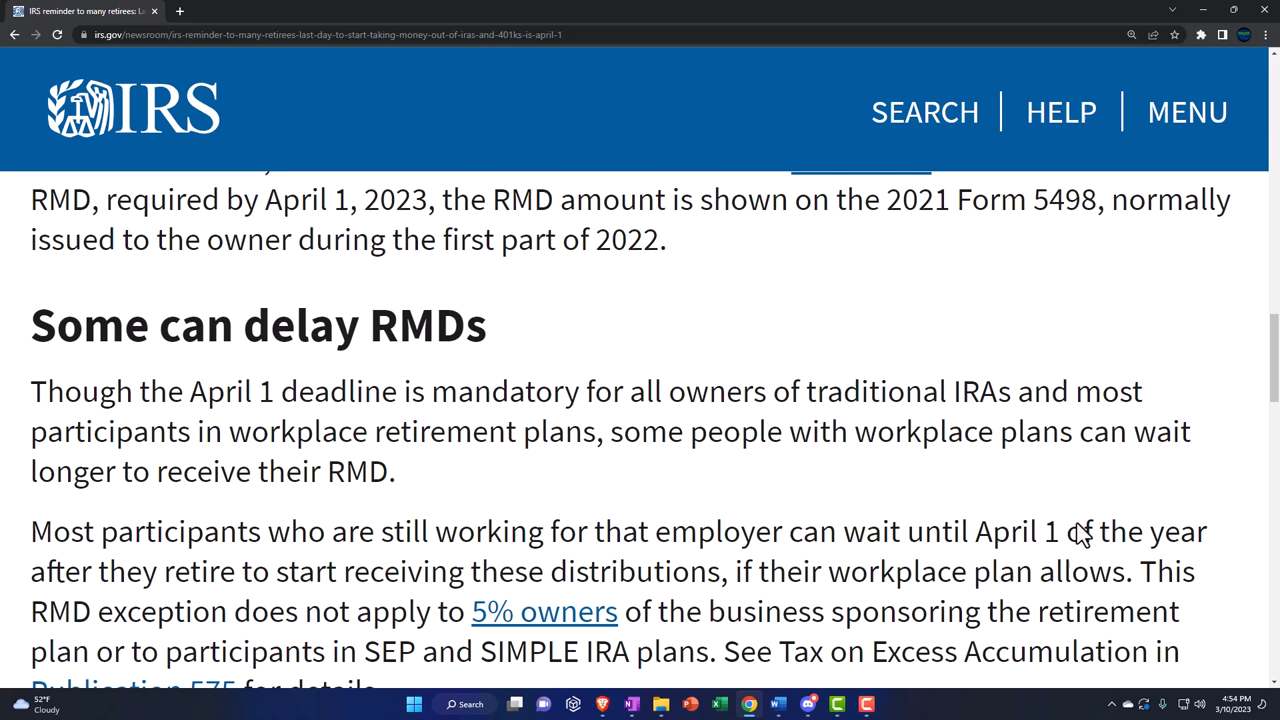 IRS reminder to many retirees: La
irs.gov/newsroom/irs-reminder-to-many-retirees-last-day-to-start-taking-money-out-of-iras-and-401ks-is-april-1
IRS
SEARCH
HELP
MENU
RMD, required by April 1, 2023, the RMD amount is shown on the 2021 Form 5498, normally
issued to the owner during the first part of 2022.
Some can delay RMDs
Though the April 1 deadline is mandatory for all owners of traditional IRAs and most
participants in workplace retirement plans, some people with workplace plans can wait
longer to receive their RMD.
Most participants who are still working for that employer can wait until April 1 of the year
after they retire to start receiving these distributions, if their workplace plan allows. This
RMD exception does not apply to 5% owners of the business sponsoring the retirement
plan or to participants in SEP and SIMPLE IRA plans. See Tax on Excess Accumulation in
Publication 575 for details
52°F
Cloudy
Search
4:54 PM
3/10/2023